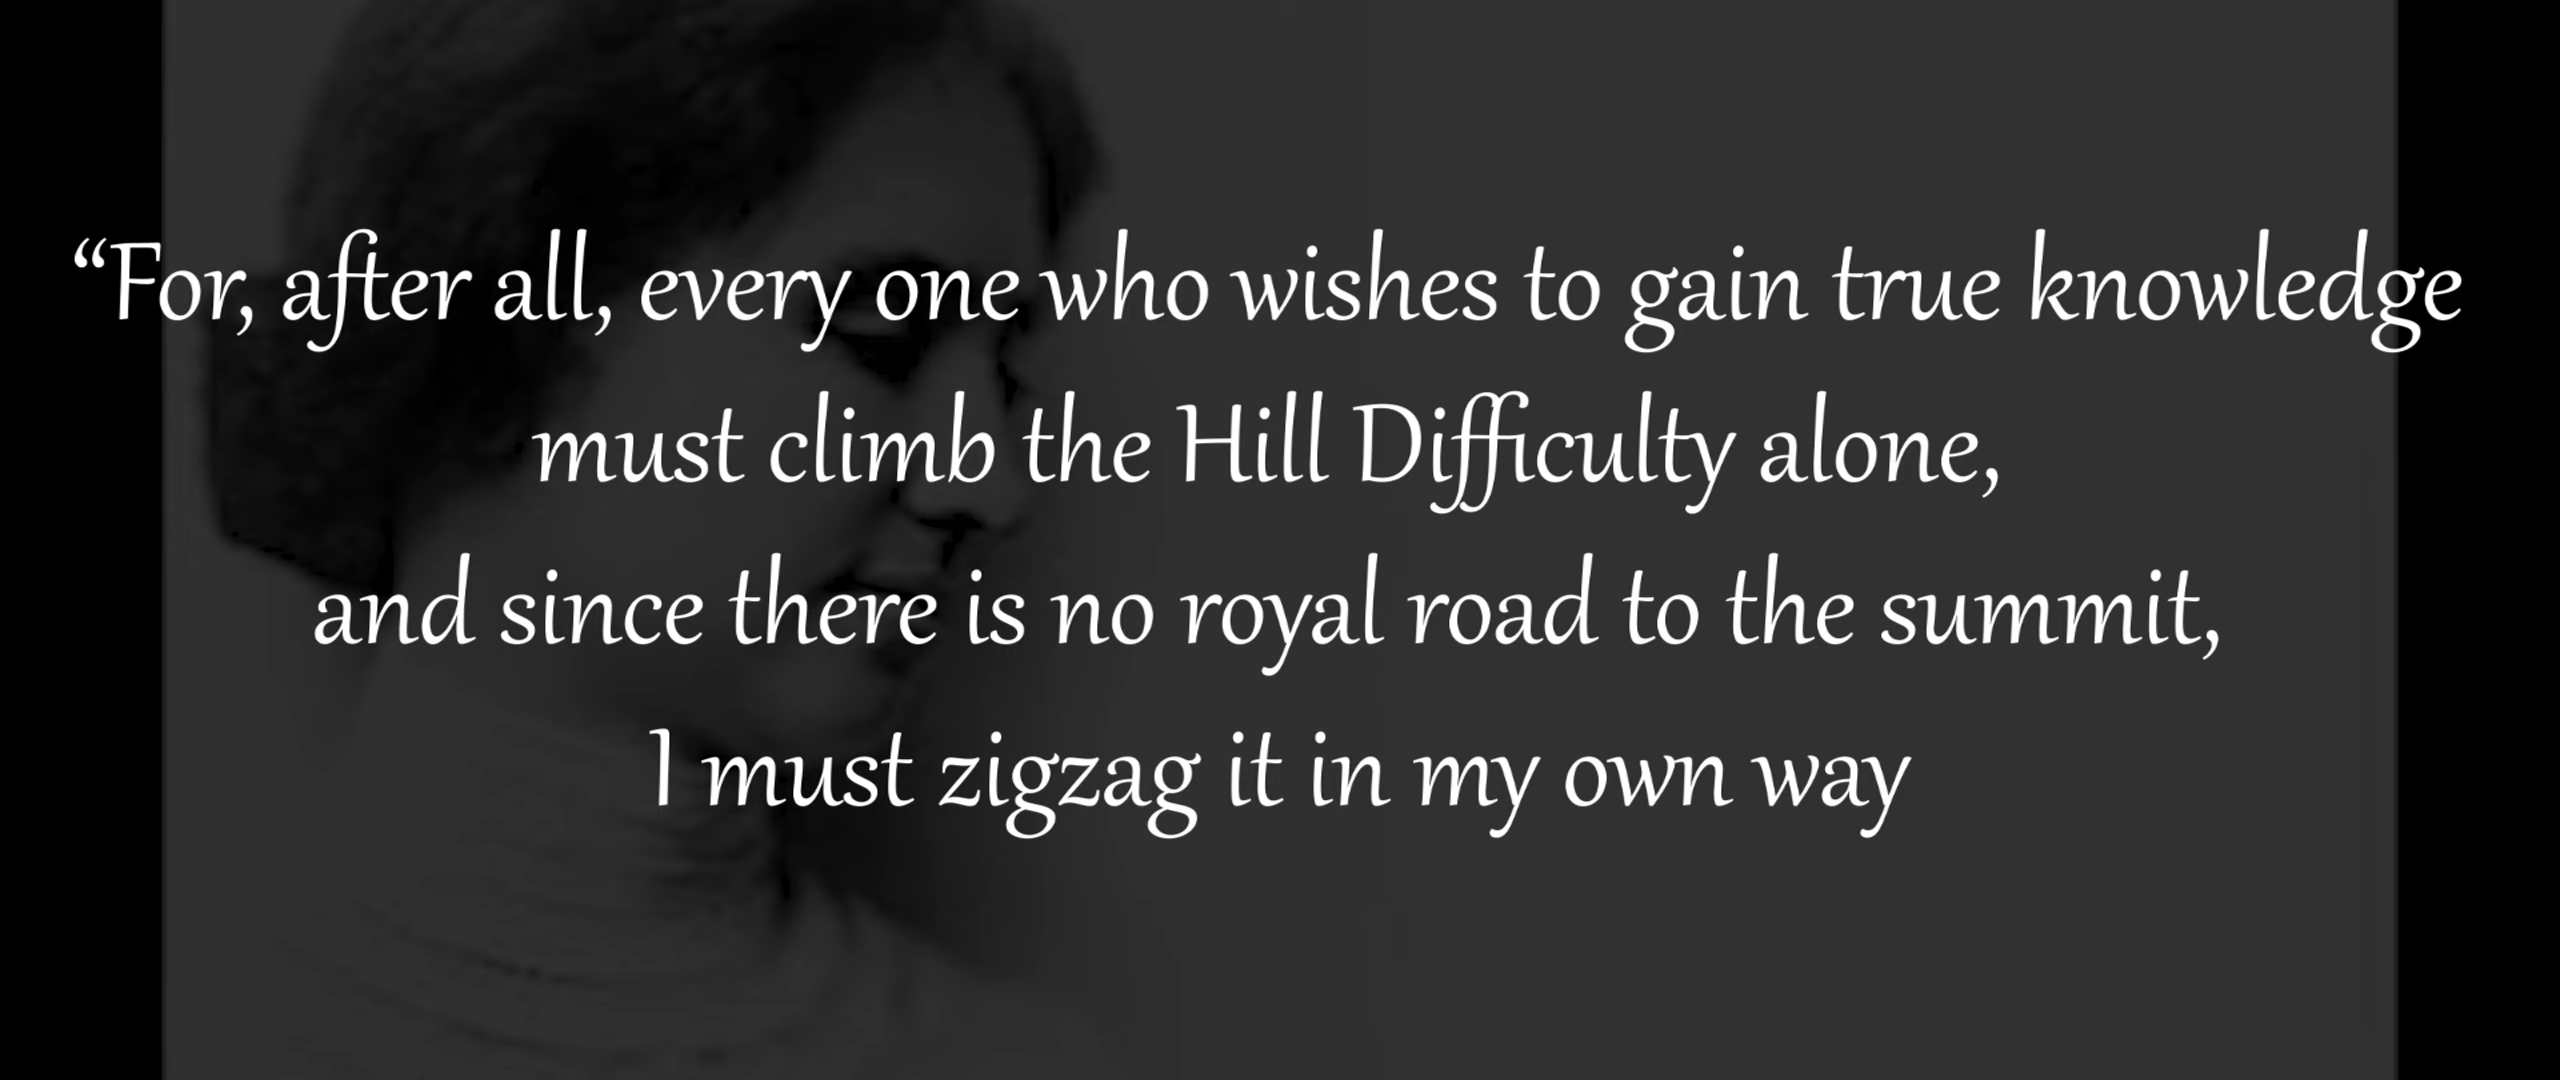 “For, after all, every one who wishes to gain true knowledge
must climb the Hill Difficulty alone,
and since there is no royal road to the summit,
I must zigzag it in my own way